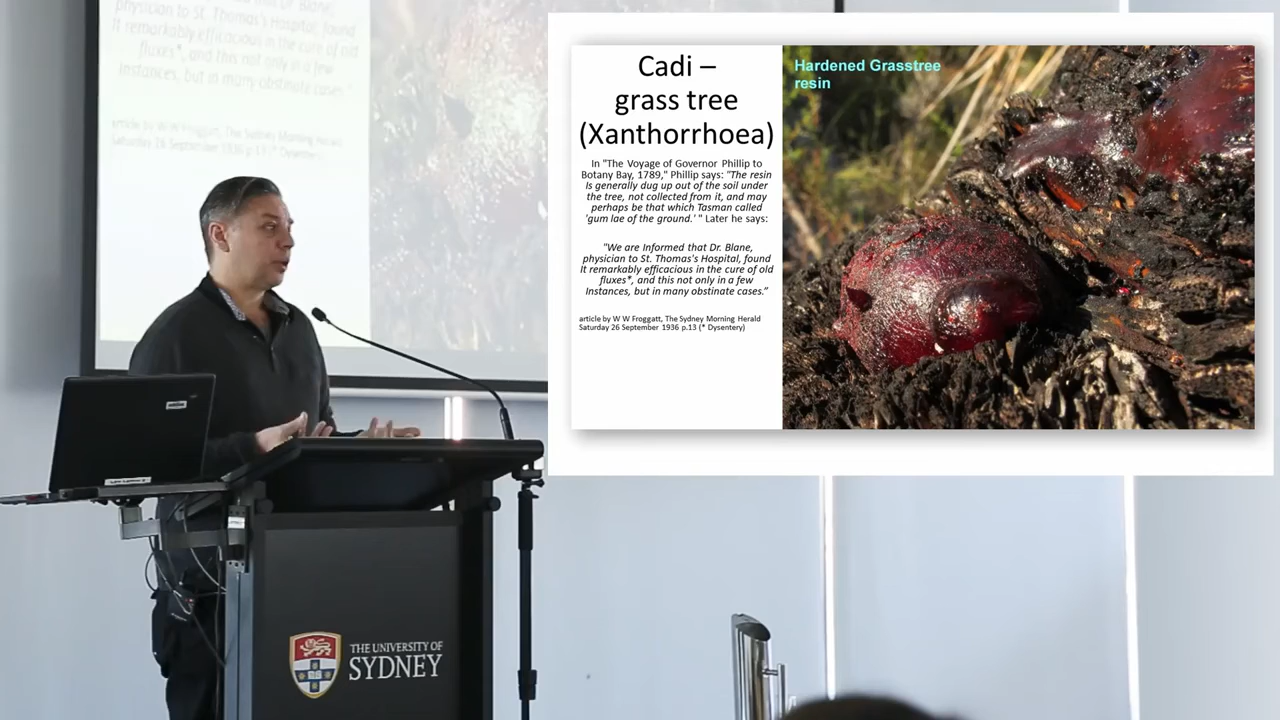 physician to St. Thomas's Hospital, found
It remarkably efficacious in the cure of old
fluxes*, and this not only in a few
Instances, but in many obstinate cases."
article by W W Froggatt, The Sydney Morning Herald
Saturday 26 September 1936 p.13 (* Dysentery)
Cadi –
grass tree
(Xanthorrhoea)
In "The Voyage of Governor Phillip to
Botany Bay, 1789," Phillip says: "The resin
Is generally dug up out of the soil under
the tree, not collected from it, and may
perhaps be that which Tasman called
'gum lae of the ground.' " Later he says:
"We are Informed that Dr. Blane,
physician to St. Thomas's Hospital, found
It remarkably efficacious in the cure of old
fluxes*, and this not only in a few
Instances, but in many obstinate cases."
article by W W Froggatt, The Sydney Morning Herald
Saturday 26 September 1936 p.13 (* Dysentery)
Hardened Grasstree
resin
THE UNIVERSITY OF
SYDNEY